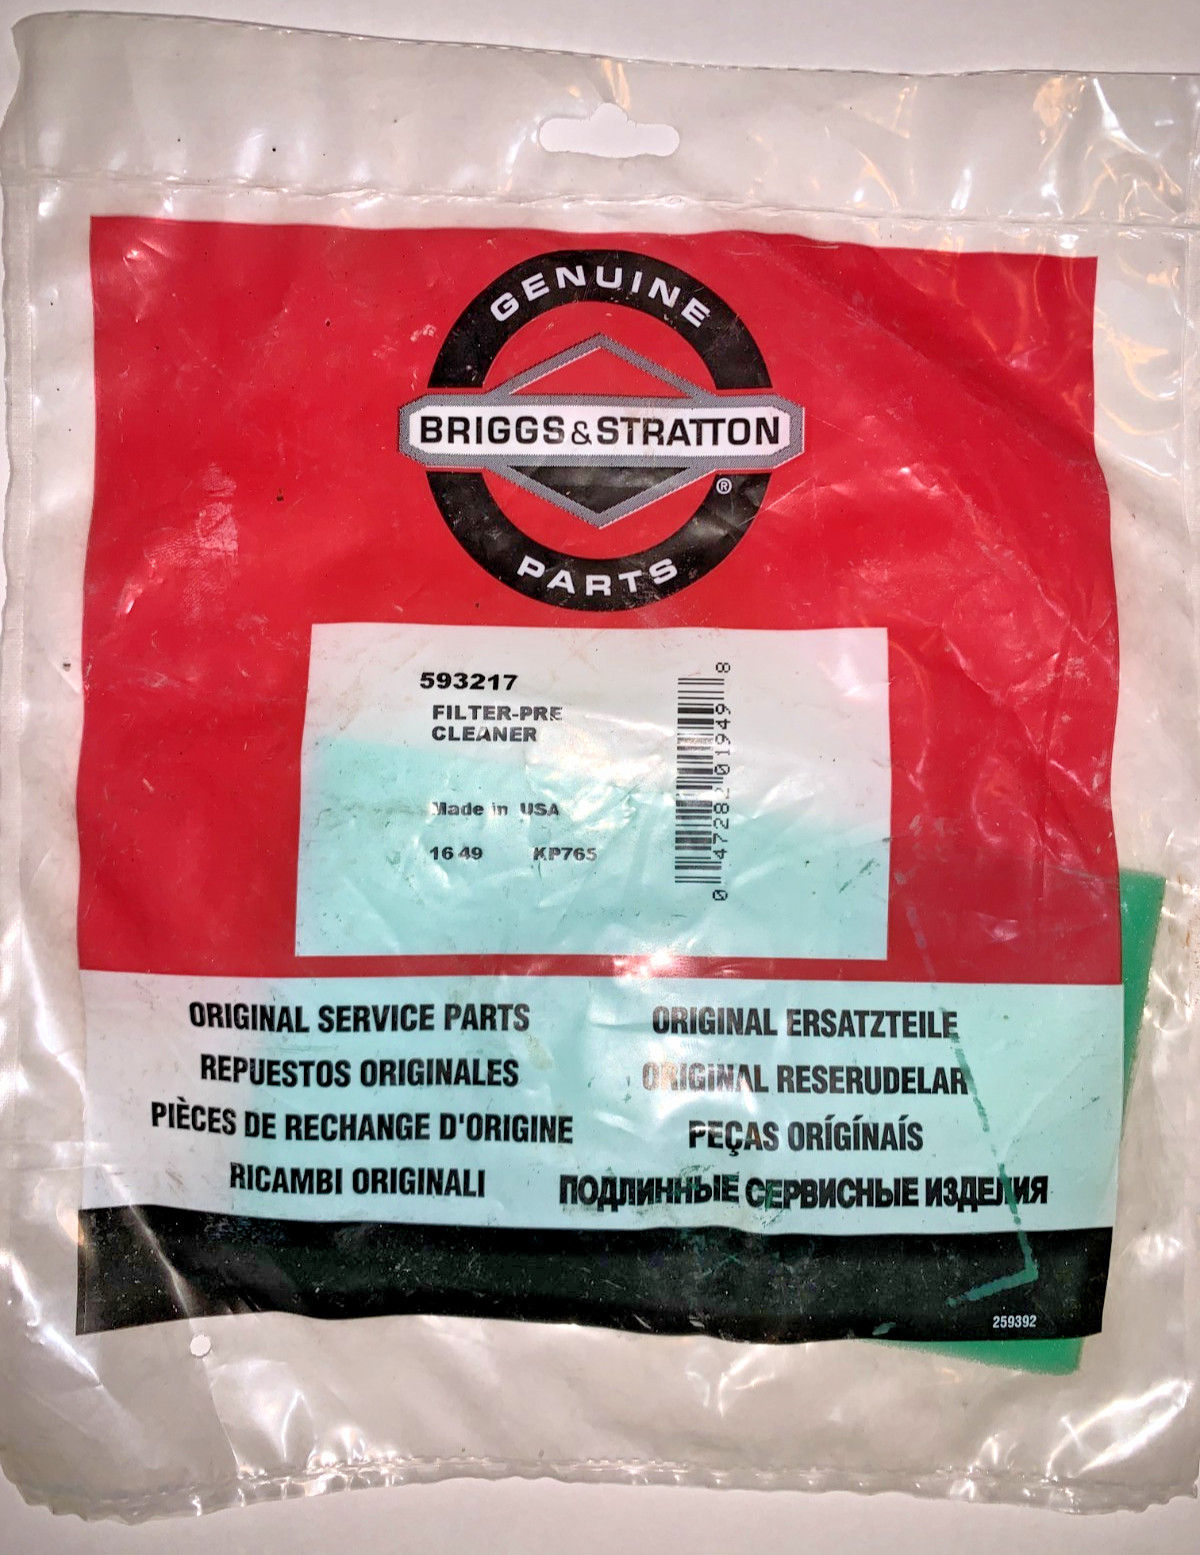 GENUINE
BRIGGS&STRATTON
®
PARTS
593217
FILTER-PRE
CLEANER
Made in USA
16 49 KP765
0 47282 01949 8
ORIGINAL SERVICE PARTS
REPUESTOS ORIGINALES
PIÈCES DE RECHANGE D'ORIGINE
RICAMBI ORIGINALI
ORIGINAL ERSATZTEILE
ORIGINAL RESERUDELAR
PEÇAS ORÍGÍNAÍS
ПОДЛИННЫЕ СЕРВИСНЫЕ ИЗДЕЛИЯ
259392